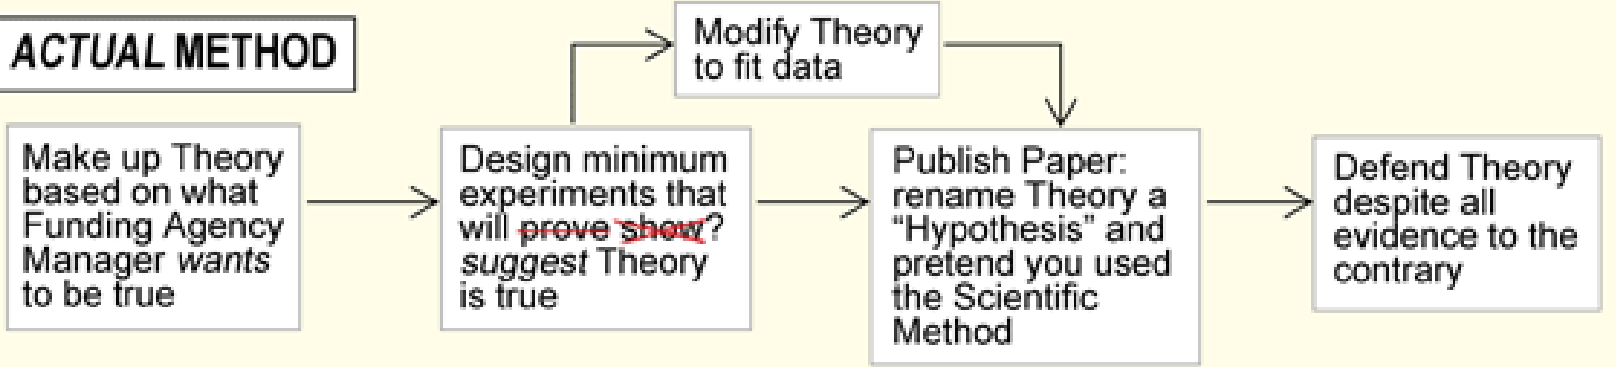 ACTUAL METHOD
Make up Theory
based on what
Funding Agency
Manager wants
to be true
Design minimum
experiments that
will prove show?
suggest Theory
is true
Modify Theory
to fit data
Publish Paper:
rename Theory a
“Hypothesis” and
pretend you used
the Scientific
Method
Defend Theory
despite all
evidence to the
contrary